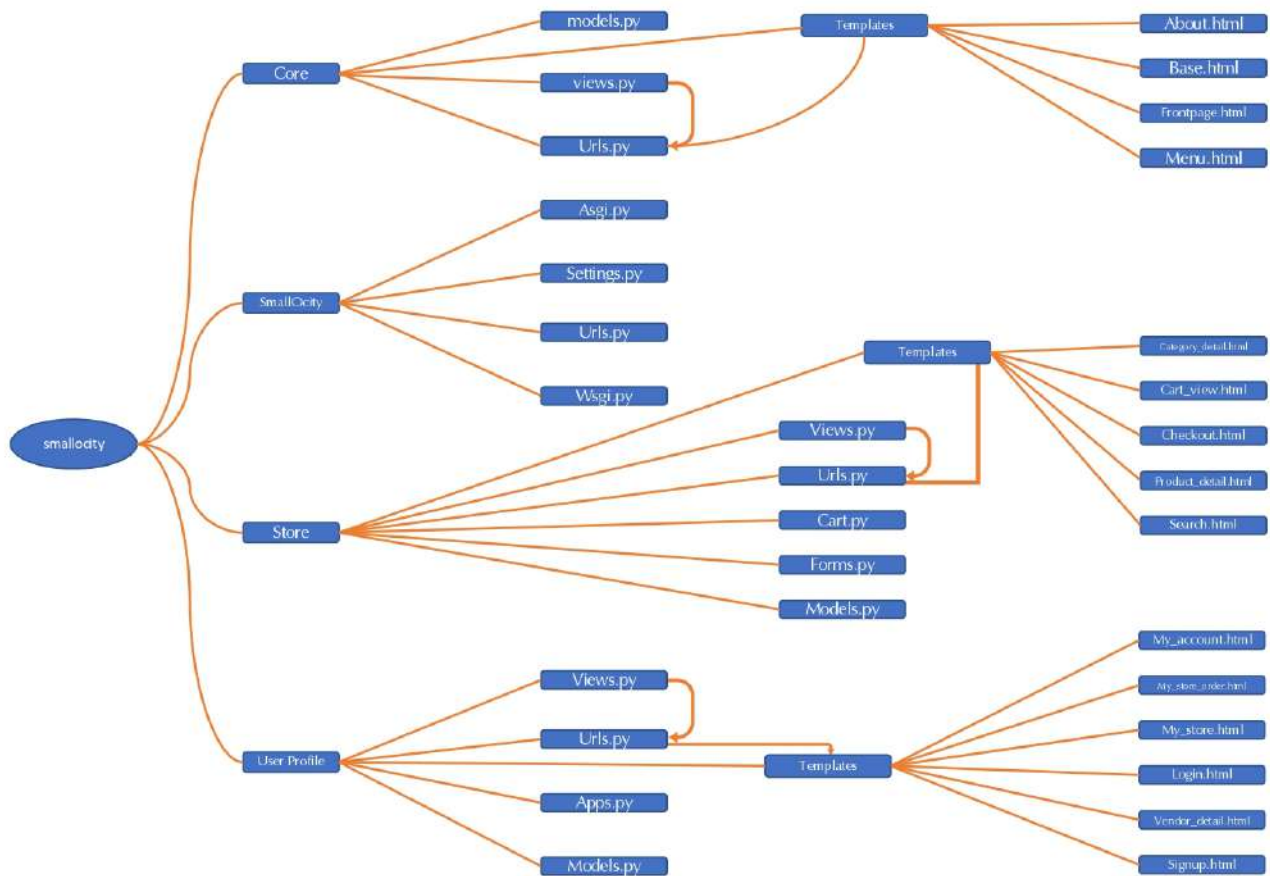 smallocity
Core
models.py
Templates
views.py
Urls.py
About.html
Base.html
Frontpage.html
Menu.html
SmallOcity
Asgi.py
Settings.py
Urls.py
Wsgi.py
Store
Templates
Views.py
Urls.py
Cart.py
Forms.py
Models.py
Category_detail.html
Cart_view.html
Checkout.html
Product_detail.html
Search.html
User Profile
Views.py
Urls.py
Templates
Apps.py
Models.py
My_account.html
My_store_order.html
My_store.html
Login.html
Vendor_detail.html
Signup.html